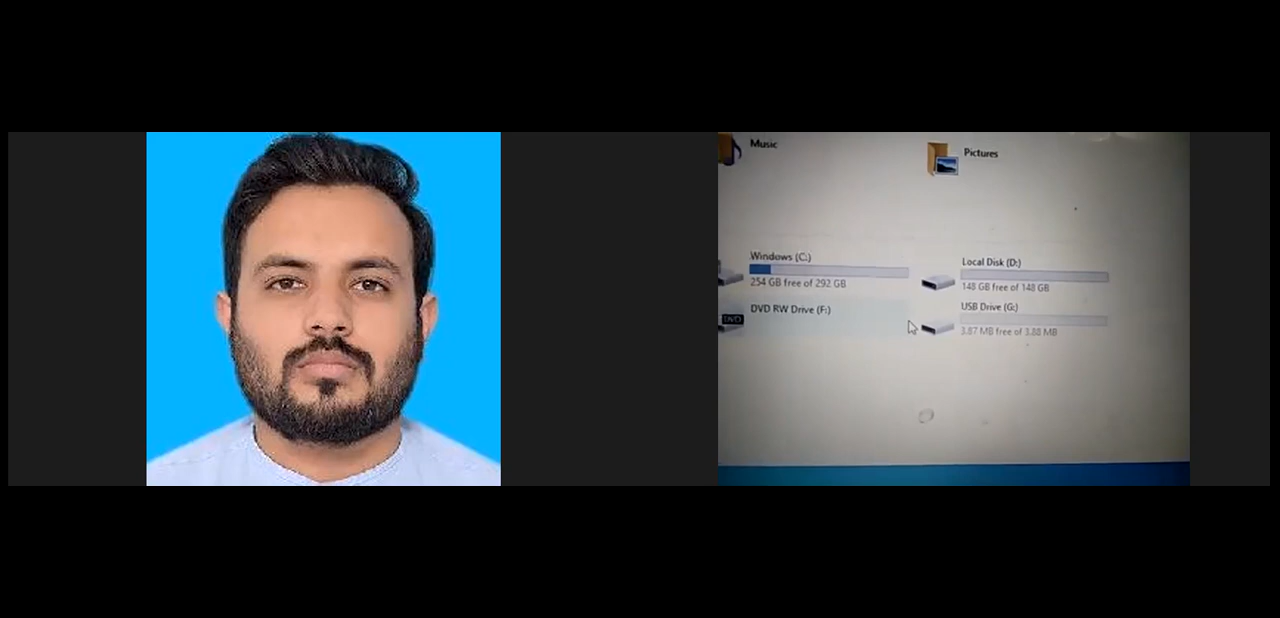 Music
Pictures
Windows (C:)
254 GB free of 292 GB
Local Disk (D:)
148 GB free of 148 GB
DVD RW Drive (F:)
DVD
USB Drive (G:)
3.87 MB free of 3.88 MB